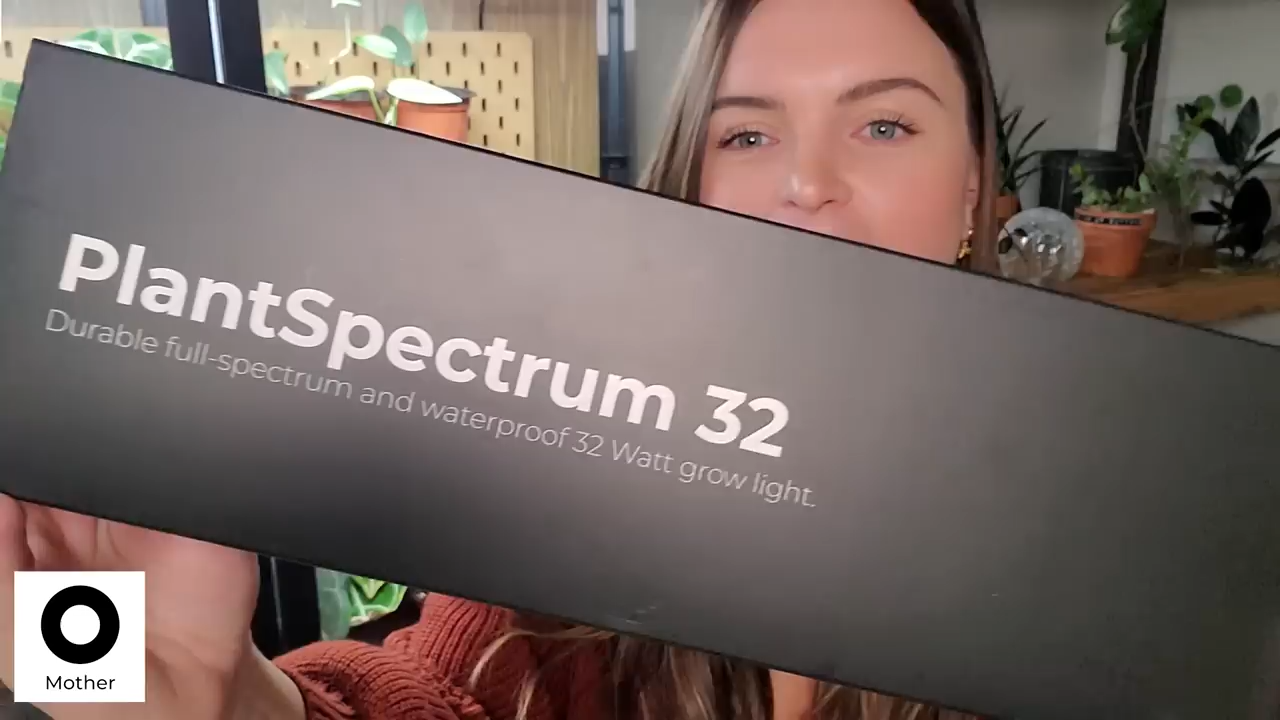 PlantSpectrum 32
Durable full-spectrum and waterproof 32 Watt grow light.
Mother